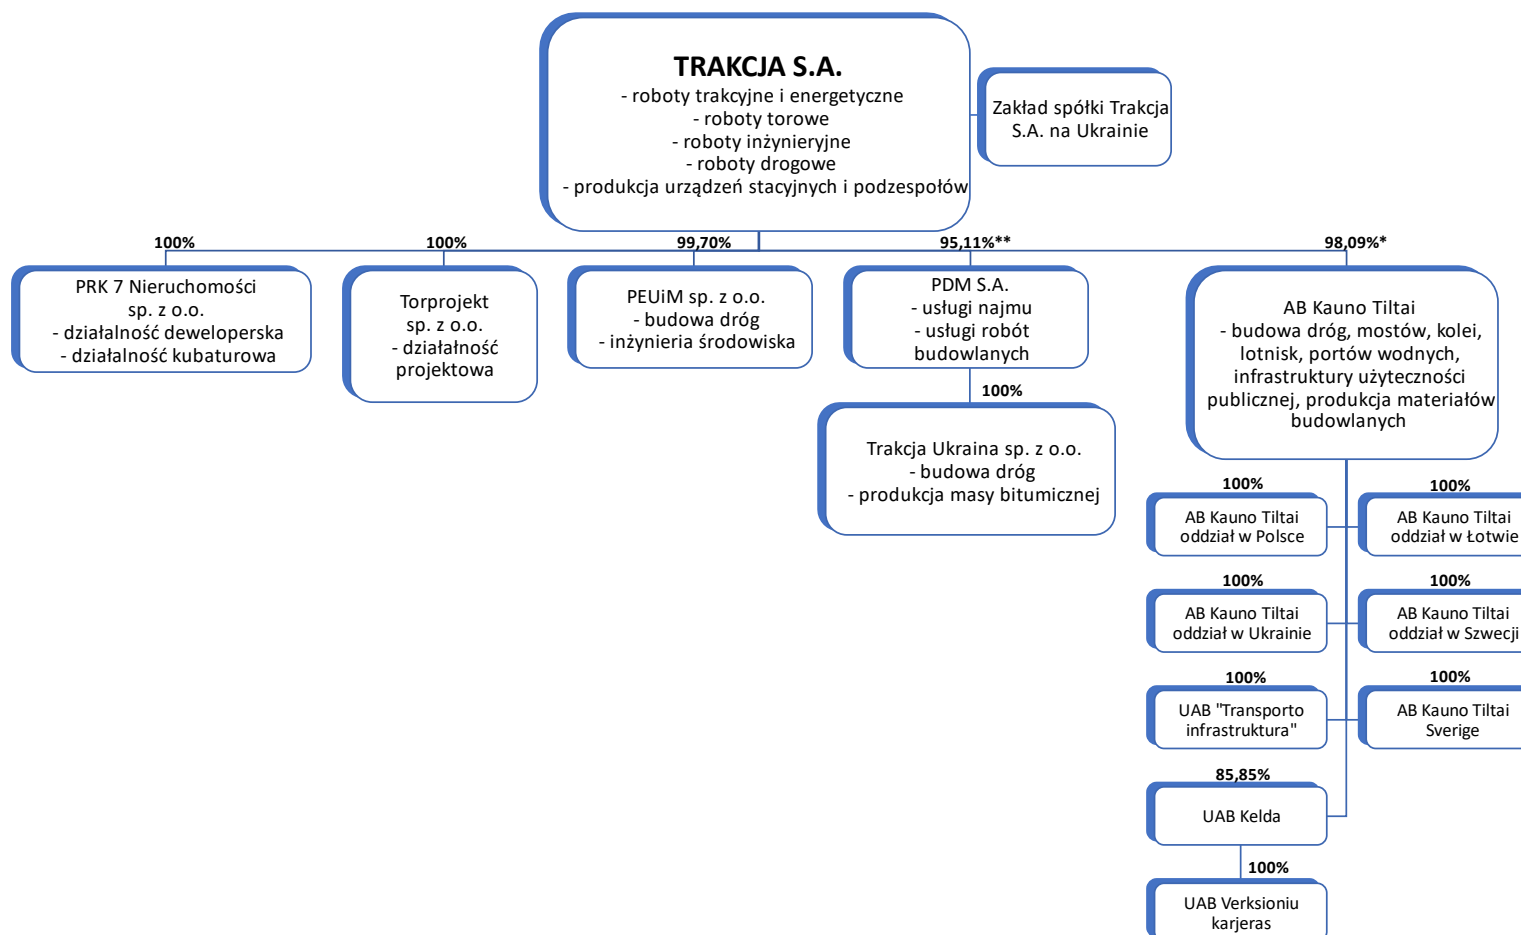 TRAKCJA S.A.
- roboty trakcyjne i energetyczne
- roboty torowe
- roboty inżynieryjne
- roboty drogowe
- produkcja urządzeń stacyjnych i podzespołów
Zakład spółki Trakcja
S.A. na Ukrainie
100%
100%
99,70%
95,11%**
98,09%*
PRK 7 Nieruchomości
sp. z o.o.
- działalność deweloperska
- działalność kubaturowa
Torprojekt
sp. z o.o.
- działalność
projektowa
PEUiM sp. z o.o.
- budowa dróg
- inżynieria środowiska
PDM S.A.
- usługi najmu
- usługi robót
budowlanych
AB Kauno Tiltai
- budowa dróg, mostów, kolei,
lotnisk, portów wodnych,
infrastruktury użyteczności
publicznej, produkcja materiałów
budowlanych
100%
Trakcja Ukraina sp. z o.o.
- budowa dróg
- produkcja masy bitumicznej
100%
100%
AB Kauno Tiltai
oddział w Polsce
AB Kauno Tiltai
oddział w Łotwie
100%
100%
AB Kauno Tiltai
oddział w Ukrainie
AB Kauno Tiltai
oddział w Szwecji
100%
100%
UAB "Transporto
infrastruktura"
AB Kauno Tiltai
Sverige
85,85%
UAB Kelda
100%
UAB Verksioniu
karjeras